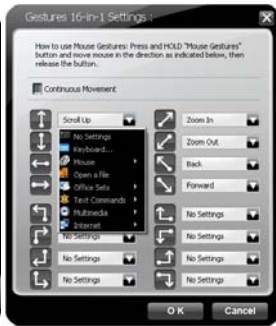 Gestures 16-in-1 Settings :
How to use Mouse Gestures: Press and HOLD "Mouse Gestures"
button and move mouse in the direction as indicated below, then
release the button.
Continuous Movement
Scroll Up
Zoom In
No Settings
Keyboard...
Zoom Out
Mouse
Back
Open a File
Office Sets
Forward
Text Commands
Multimedia
No Settings
Internet
No Settings
No Settings
No Settings
No Settings
No Settings
No Settings
OK
Cancel